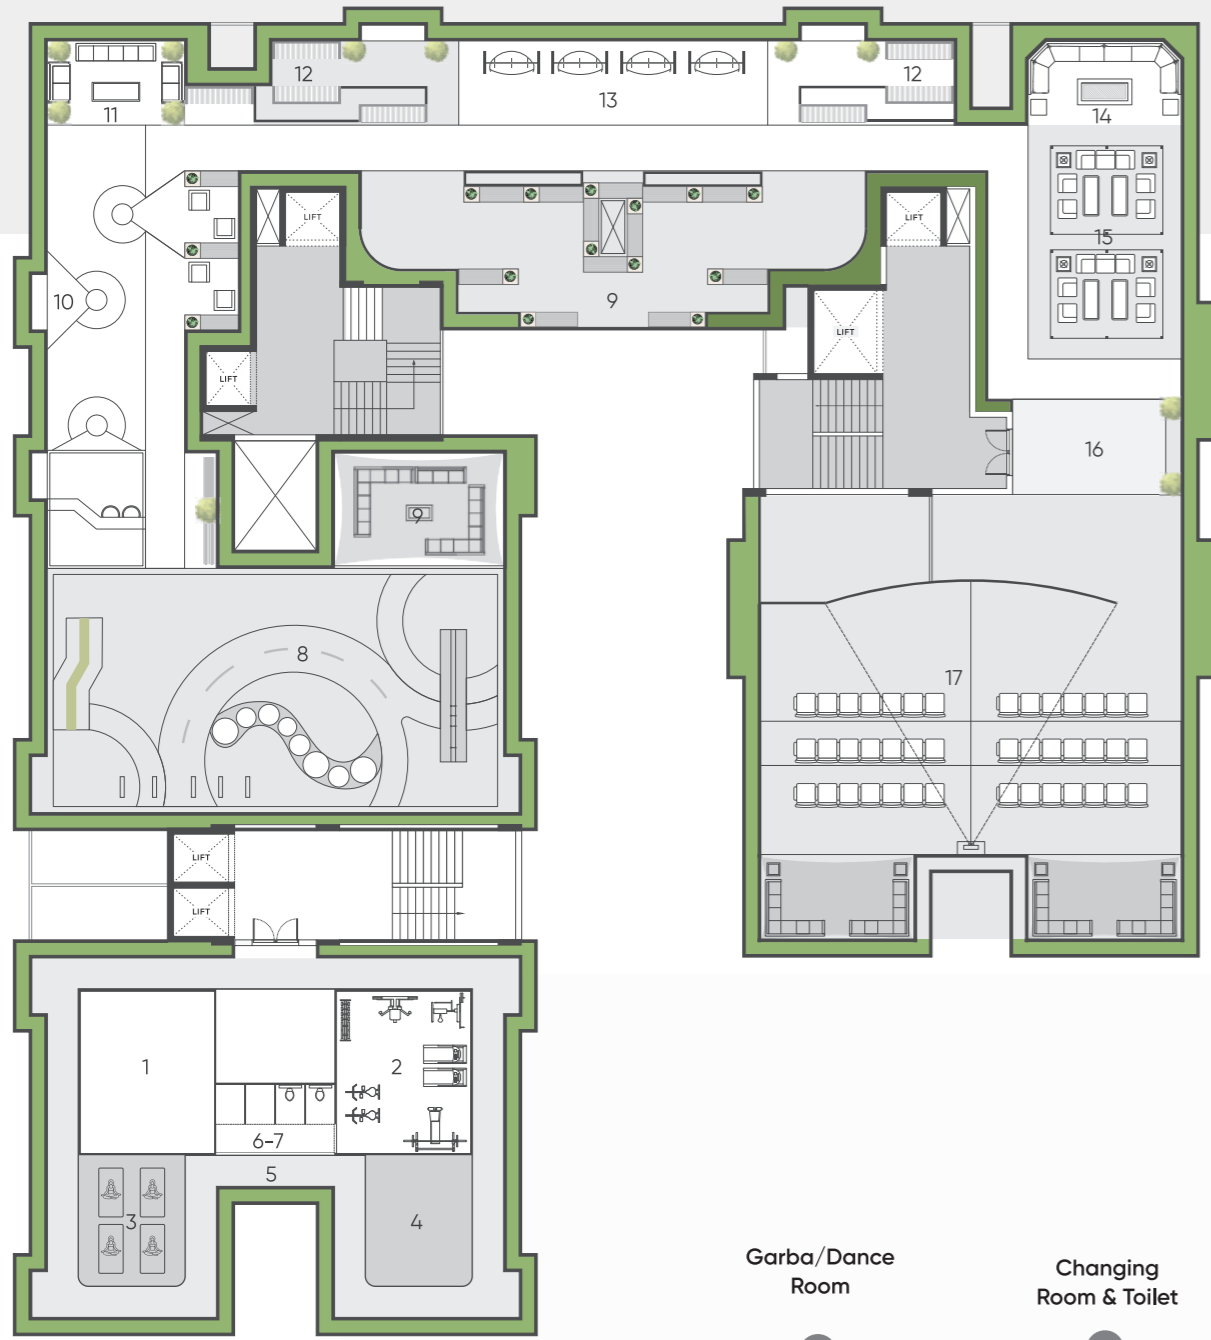 12
12
13
11
14
LIFT
LIFT
15
10
9
LIFT
LIFT
16
9
8
17
LIFT
LIFT
1
2
6-7
5
3
4
Garba/Dance
Room
Changing
Room & Toilet